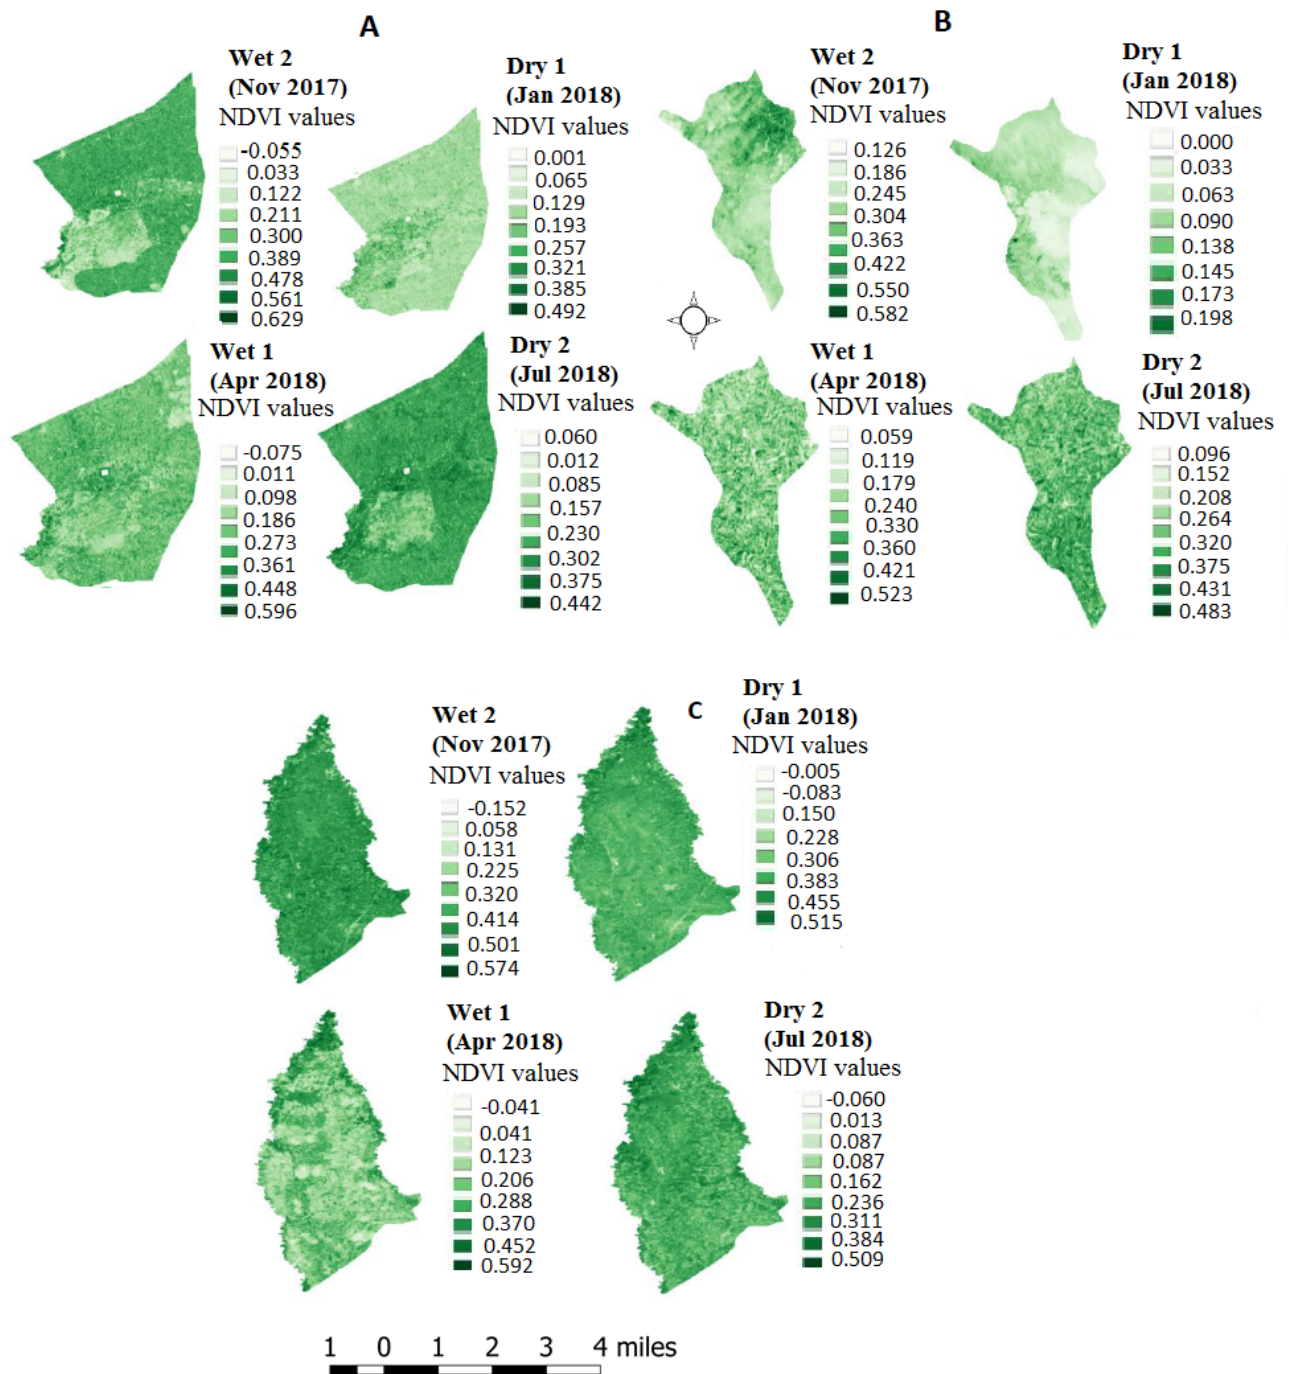 A
Wet 2
(Nov 2017)
NDVI values
-0.055
0.033
0.122
0.211
0.300
0.389
0.478
0.561
0.629
Dry 1
(Jan 2018)
NDVI values
0.001
0.065
0.129
0.193
0.257
0.321
0.385
0.492
Wet 1
(Apr 2018)
NDVI values
-0.075
0.011
0.098
0.186
0.273
0.361
0.448
0.596
Dry 2
(Jul 2018)
NDVI values
0.060
0.012
0.085
0.157
0.230
0.302
0.375
0.442
B
Wet 2
(Nov 2017)
NDVI values
0.126
0.186
0.245
0.304
0.363
0.422
0.550
0.582
Dry 1
(Jan 2018)
NDVI values
0.000
0.033
0.063
0.090
0.138
0.145
0.173
0.198
Wet 1
(Apr 2018)
NDVI values
0.059
0.119
0.179
0.240
0.330
0.360
0.421
0.523
Dry 2
(Jul 2018)
NDVI values
0.096
0.152
0.208
0.264
0.320
0.375
0.431
0.483
C
Wet 2
(Nov 2017)
NDVI values
-0.152
0.058
0.131
0.225
0.320
0.414
0.501
0.574
Dry 1
(Jan 2018)
NDVI values
-0.005
-0.083
0.150
0.228
0.306
0.383
0.455
0.515
Wet 1
(Apr 2018)
NDVI values
-0.041
0.041
0.123
0.206
0.288
0.370
0.452
0.592
Dry 2
(Jul 2018)
NDVI values
-0.060
0.013
0.087
0.087
0.162
0.236
0.311
0.384
0.509
1 0 1 2 3 4 miles